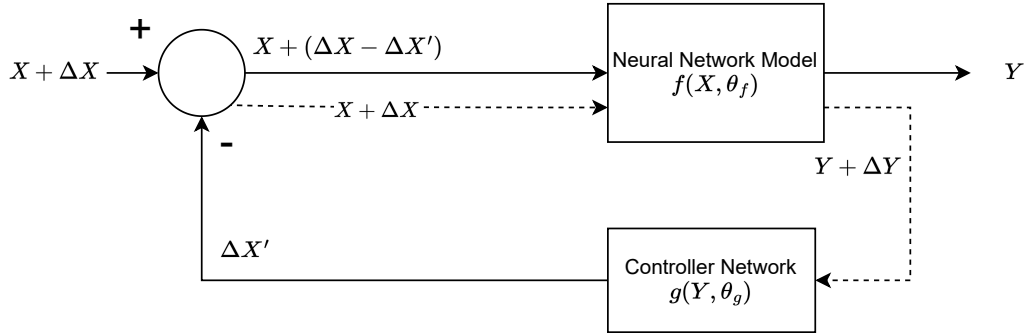 +
X + (ΔX − ΔX′)
Neural Network Model
f(X, θ_f)
X + ΔX
Y
X + ΔX
-
Y + ΔY
ΔX′
Controller Network
g(Y, θ_g)